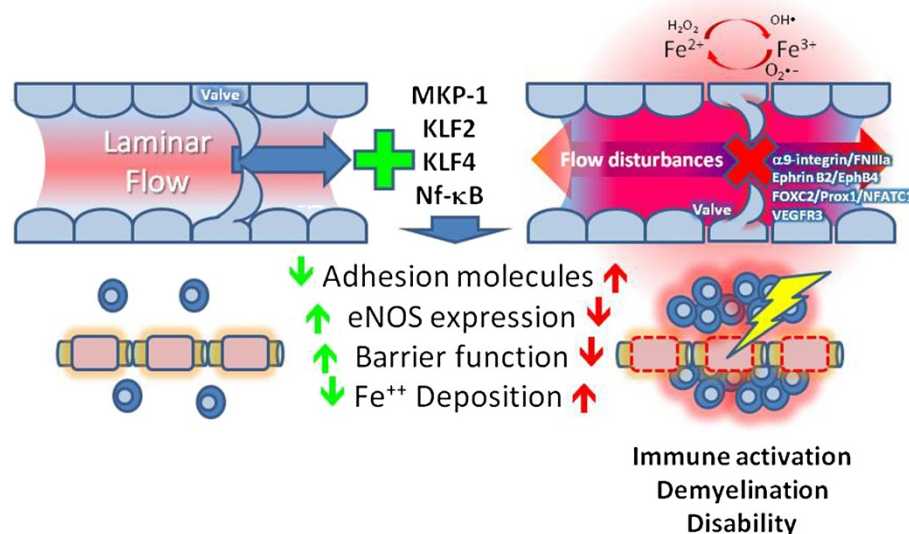 H₂O₂
OH•
Fe²⁺
Fe³⁺
O₂•-
Valve
Laminar
Flow
MKP-1
KLF2
KLF4
Nf-κB
Flow disturbances
α9-integrin/FNIIIa
Ephrin B2/EphB4
FOXC2/Prox1/NFATC1
VEGFR3
Valve
Adhesion molecules
eNOS expression
Barrier function
Fe⁺⁺ Deposition
Immune activation
Demyelination
Disability